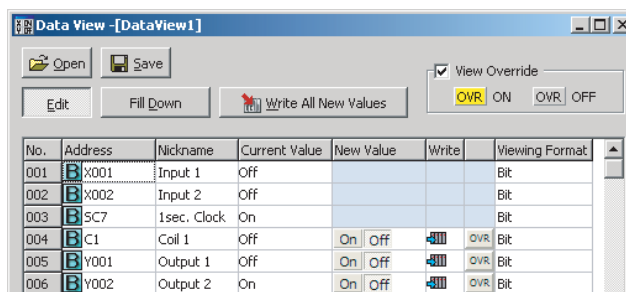 Data View -[DataView1]
Open Save
View Override
Edit Fill Down Write All New Values OVR ON OVR OFF
No. Address Nickname Current Value New Value Write Viewing Format
001 B X001 Input 1 Off Bit
002 B X002 Input 2 Off Bit
003 B SC7 1sec. Clock On Bit
004 B C1 Coil 1 Off On Off OVR Bit
005 B Y001 Output 1 Off On Off OVR Bit
006 B Y002 Output 2 On On Off OVR Bit